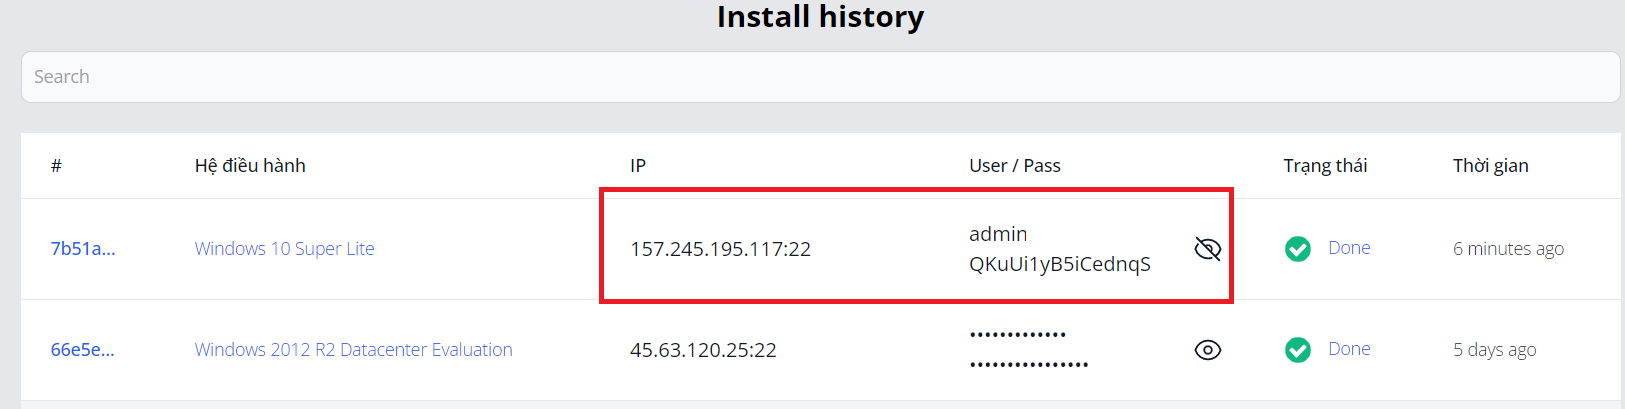 Install history
Search
# Hệ điều hành IP User / Pass Trạng thái Thời gian
7b51a... Windows 10 Super Lite 157.245.195.117:22 admin Done 6 minutes ago
QKuUi1yB5iCednqS
66e5e... Windows 2012 R2 Datacenter Evaluation 45.63.120.25:22 ••••••••••••• Done 5 days ago
••••••••••••••••